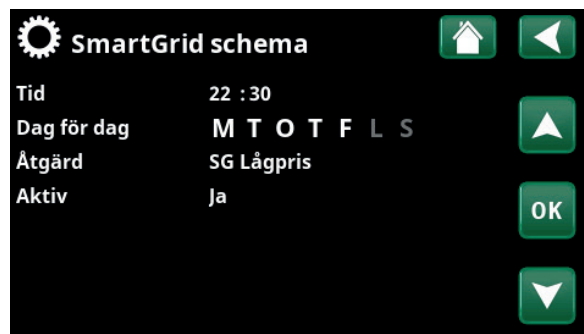 SmartGrid schema
Tid 22 :30
Dag för dag M T O T F L S
Åtgärd SG Lågpris
Aktiv Ja
OK